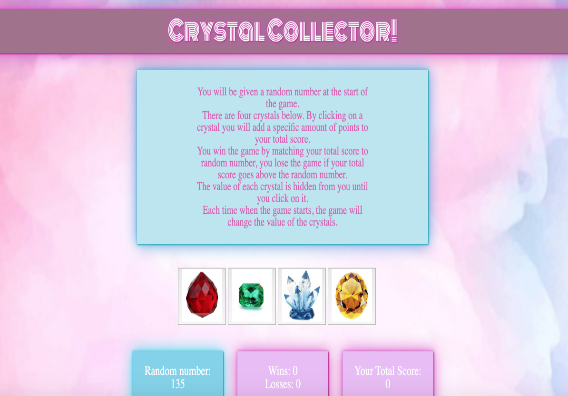 Crystal Collector!
You will be given a random number at the start of
the game.
There are four crystals below. By clicking on a
crystal you will add a specific amount of points to
your total score.
You win the game by matching your total score to
random number, you lose the game if your total
score goes above the random number.
The value of each crystal is hidden from you until
you click on it.
Each time when the game starts, the game will
change the value of the crystals.
Random number:
135
Wins: 0
Losses: 0
Your Total Score:
0